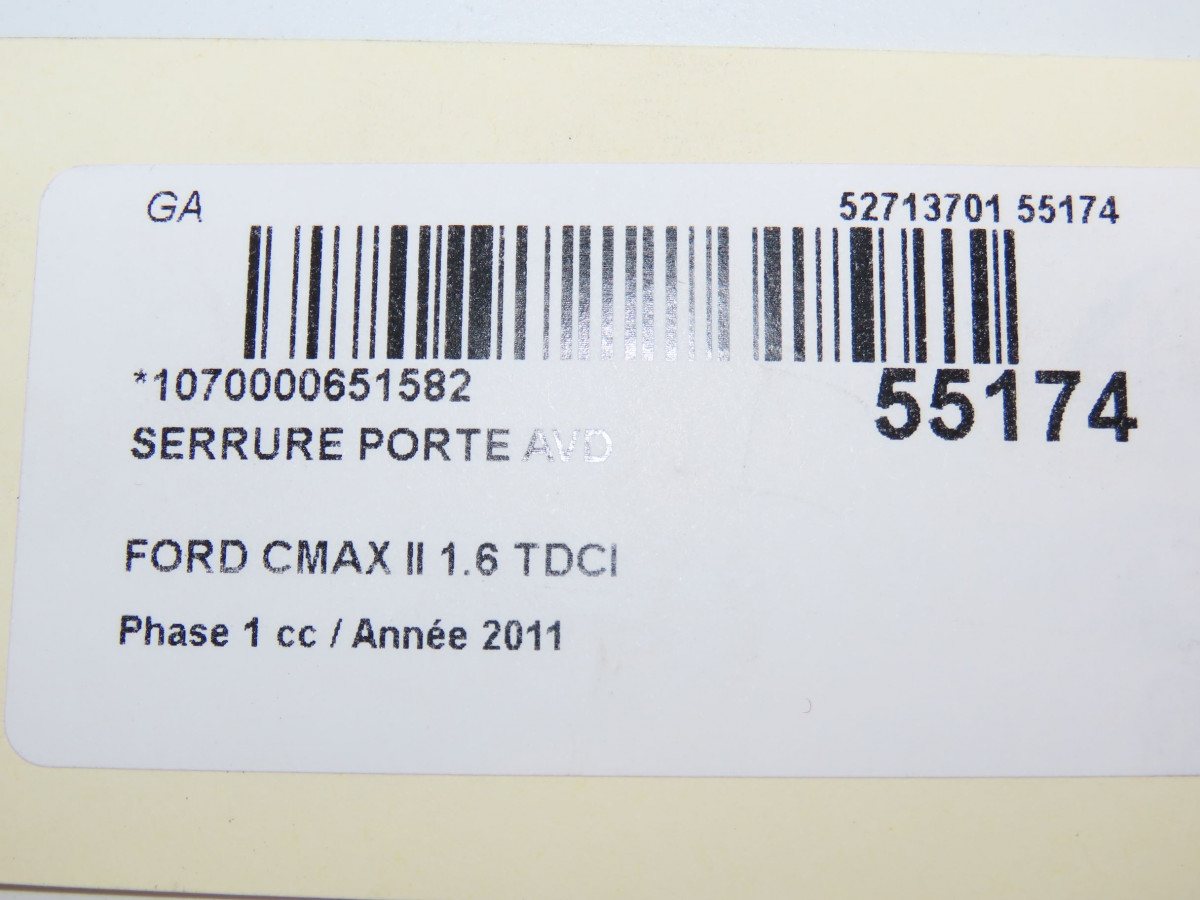 GA
52713701 55174
*1070000651582
55174
SERRURE PORTE AVD
FORD CMAX II 1.6 TDCI
Phase 1 cc / Année 2011